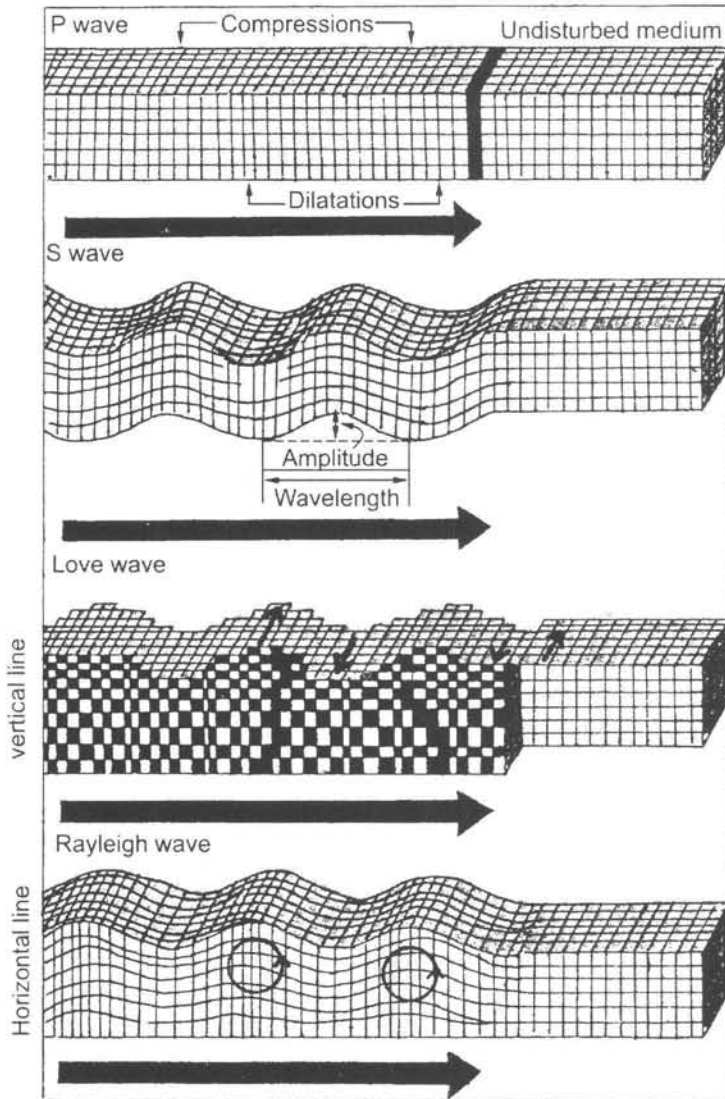 P wave
Compressions
Undisturbed medium
Dilatations
S wave
Amplitude
Wavelength
Love wave
vertical line
Rayleigh wave
Horizontal line